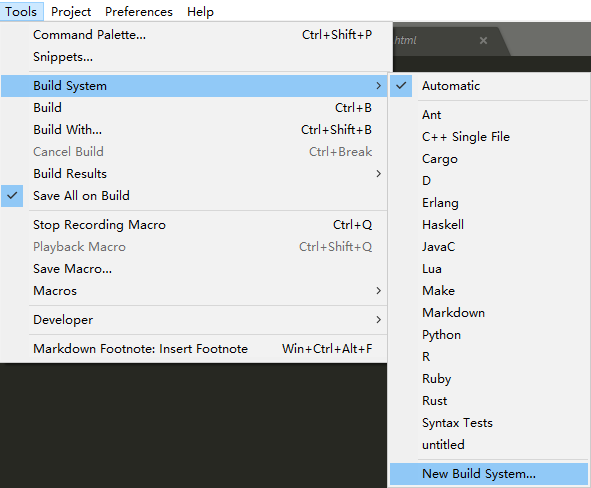 Tools Project Preferences Help
html ×
Command Palette... Ctrl+Shift+P
Snippets...
Build System
Build Ctrl+B
Build With... Ctrl+Shift+B
Cancel Build Ctrl+Break
Build Results
Save All on Build
Stop Recording Macro Ctrl+Q
Playback Macro Ctrl+Shift+Q
Save Macro...
Macros
Developer
Markdown Footnote: Insert Footnote Win+Ctrl+Alt+F
Automatic
Ant
C++ Single File
Cargo
D
Erlang
Haskell
JavaC
Lua
Make
Markdown
Python
R
Ruby
Rust
Syntax Tests
untitled
New Build System...